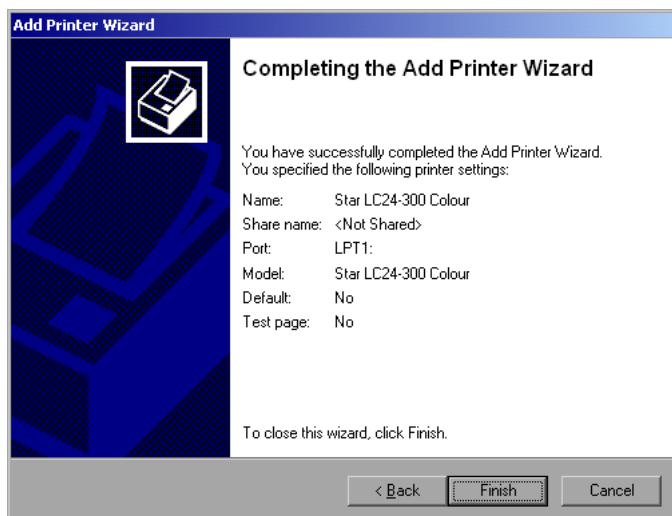 Add Printer Wizard
Completing the Add Printer Wizard
You have successfully completed the Add Printer Wizard.
You specified the following printer settings:
Name: Star LC24-300 Colour
Share name: <Not Shared>
Port: LPT1:
Model: Star LC24-300 Colour
Default: No
Test page: No
To close this wizard, click Finish.
< Back Finish Cancel